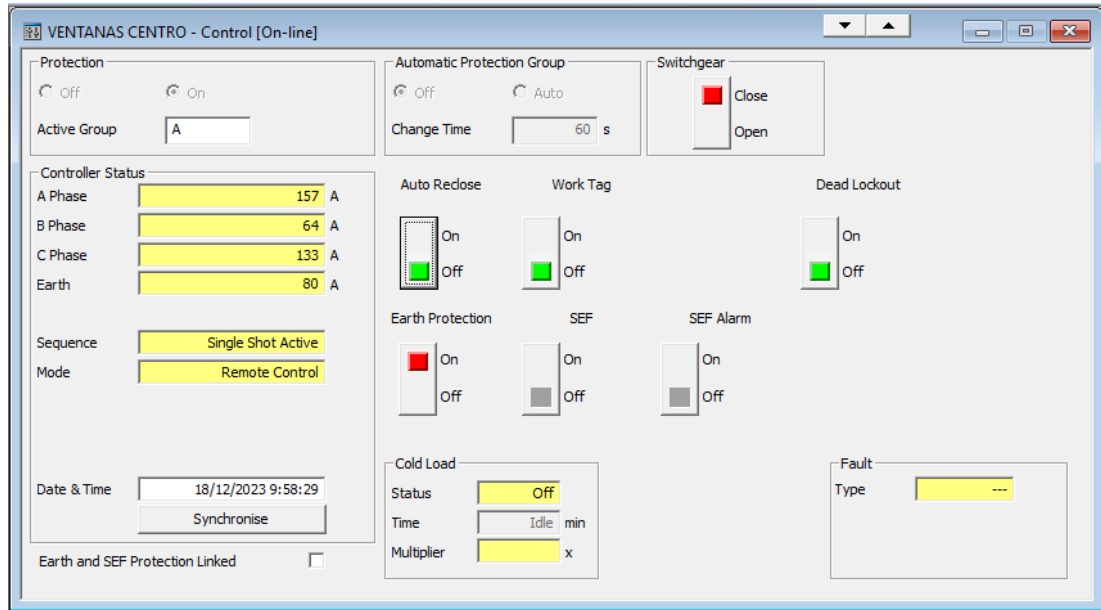 VENTANAS CENTRO - Control [On-line]
Protection
Off On
Active Group A
Automatic Protection Group
Off Auto
Change Time 60 s
Switchgear
Close
Open
Controller Status
A Phase 157 A
B Phase 64 A
C Phase 133 A
Earth 80 A
Sequence Single Shot Active
Mode Remote Control
Date & Time 18/12/2023 9:58:29
Synchronise
Earth and SEF Protection Linked
Auto Reclose
On
Off
Work Tag
On
Off
Dead Lockout
On
Off
Earth Protection
On
Off
SEF
On
Off
SEF Alarm
On
Off
Cold Load
Status Off
Time Idle min
Multiplier x
Fault
Type ---